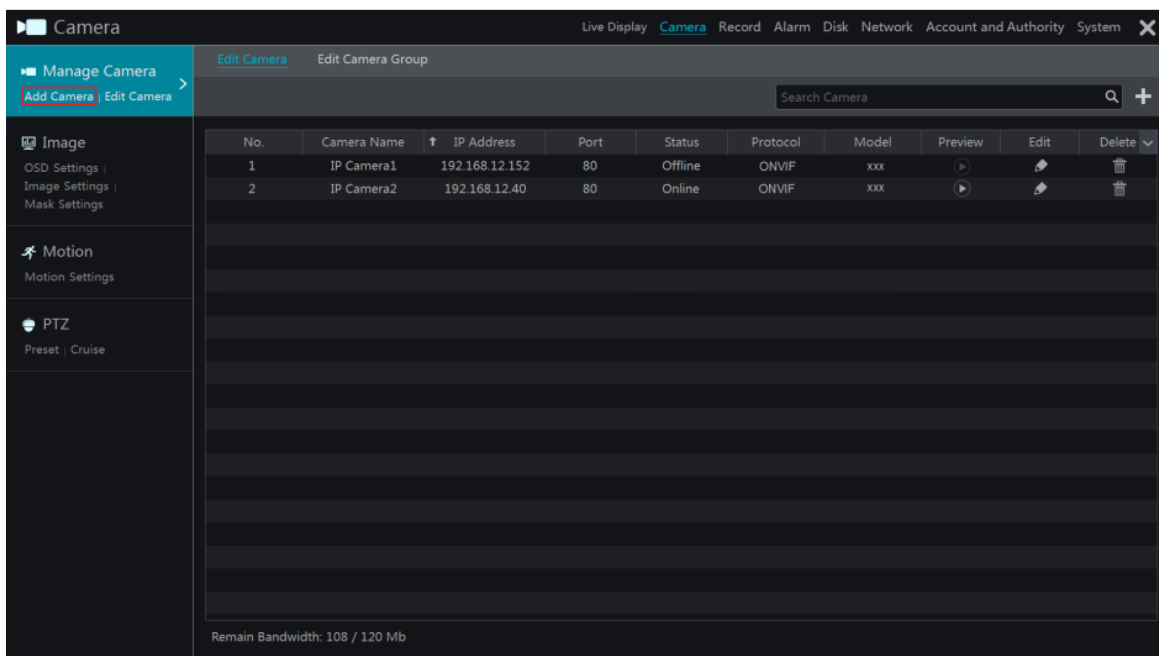 Camera
Live Display Camera Record Alarm Disk Network Account and Authority System
Manage Camera
Add Camera | Edit Camera
Edit Camera Edit Camera Group
Search Camera
Image
OSD Settings |
Image Settings |
Mask Settings
Motion
Motion Settings
PTZ
Preset | Cruise
No. Camera Name IP Address Port Status Protocol Model Preview Edit Delete
1 IP Camera1 192.168.12.152 80 Offline ONVIF xxx
2 IP Camera2 192.168.12.40 80 Online ONVIF xxx
Remain Bandwidth: 108 / 120 Mb